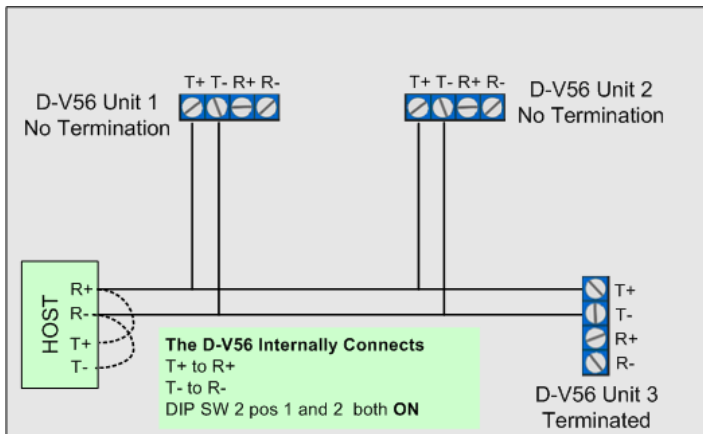 T+ T- R+ R-
D-V56 Unit 1
No Termination
T+ T- R+ R-
D-V56 Unit 2
No Termination
HOST
R+
R-
T+
T-
The D-V56 Internally Connects
T+ to R+
T- to R-
DIP SW 2 pos 1 and 2 both ON
T+
T-
R+
R-
D-V56 Unit 3
Terminated